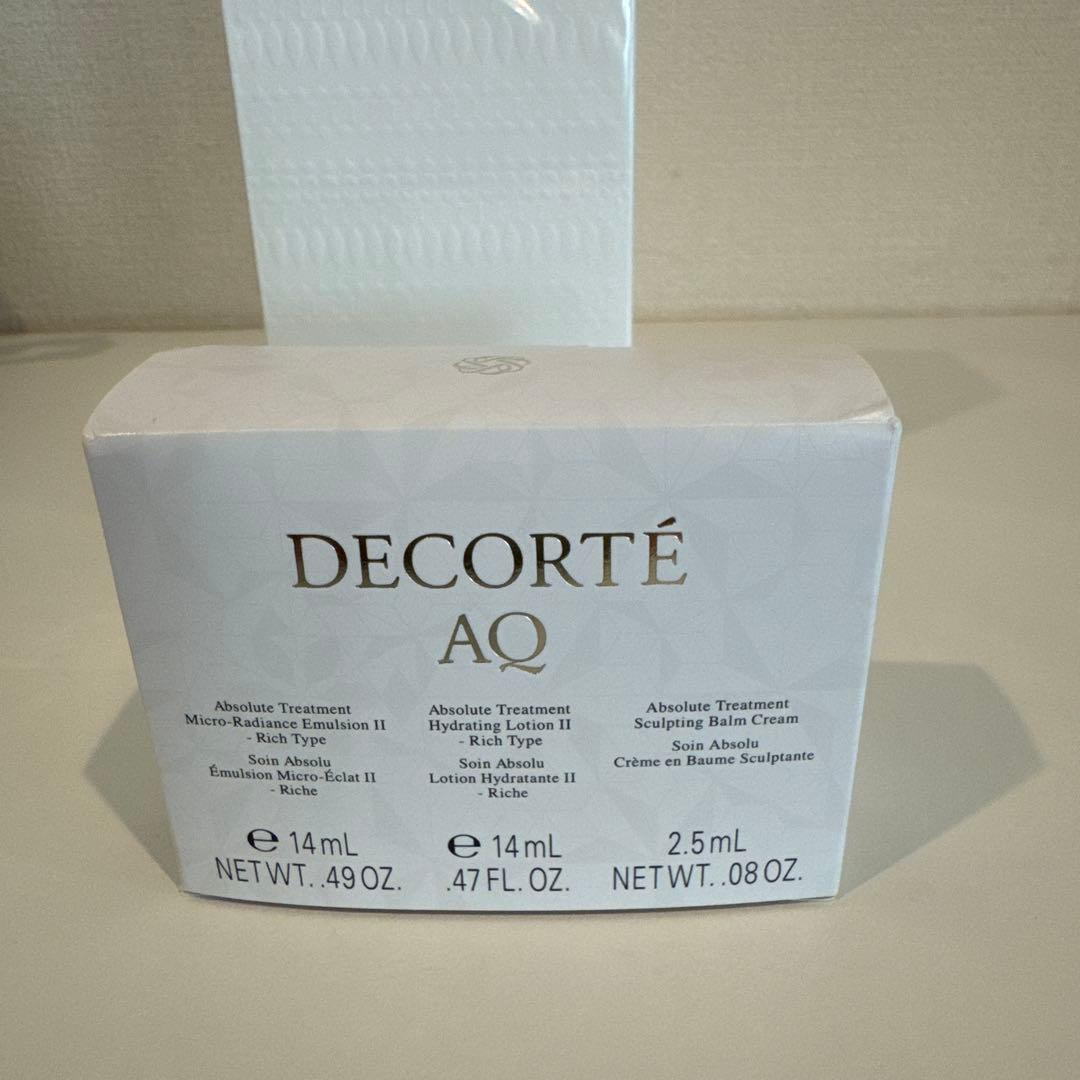 DECORTÉ
AQ
Absolute Treatment
Micro-Radiance Emulsion II
- Rich Type
Soin Absolu
Émulsion Micro-Éclat II
- Riche
℮ 14mL
NET WT. .49 OZ.
Absolute Treatment
Hydrating Lotion II
- Rich Type
Soin Absolu
Lotion Hydratante II
- Riche
℮ 14mL
.47 FL. OZ.
Absolute Treatment
Sculpting Balm Cream
Soin Absolu
Crème en Baume Sculptante
2.5mL
NET WT. .08 OZ.